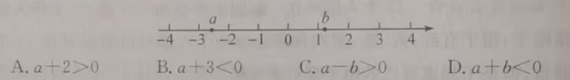 a b
-4 -3 -2 -1 0 1 2 3 4
A. a+2>0 B. a+3<0 C. a-b>0 D. a+b<0